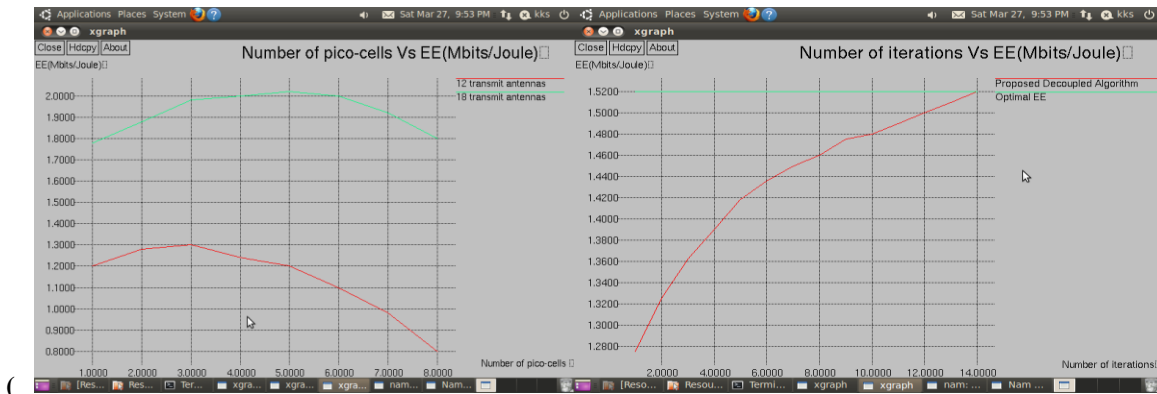 Applications Places System ?
Sat Mar 27, 9:53 PM kks
xgraph
Close Hdcpy About
Number of pico-cells Vs EE(Mbits/Joule)
EE(Mbits/Joule)
12 transmit antennas
18 transmit antennas
2.0000
1.9000
1.8000
1.7000
1.6000
1.5000
1.4000
1.3000
1.2000
1.1000
1.0000
0.9000
0.8000
1.0000 2.0000 3.0000 4.0000 5.0000 6.0000 7.0000 8.0000
Number of pico-cells
[Res... Res... Ter... xgra... xgra... xgra... nam... Nam...
Applications Places System ?
Sat Mar 27, 9:53 PM kks
xgraph
Close Hdcpy About
Number of iterations Vs EE(Mbits/Joule)
EE(Mbits/Joule)
Proposed Decoupled Algorithm
Optimal EE
1.5200
1.5000
1.4800
1.4600
1.4400
1.4200
1.4000
1.3800
1.3600
1.3400
1.3200
1.3000
1.2800
2.0000 4.0000 6.0000 8.0000 10.0000 12.0000 14.0000
Number of iterations
[Reso... Resou... Termi... xgraph xgraph nam: ... Nam ...
(